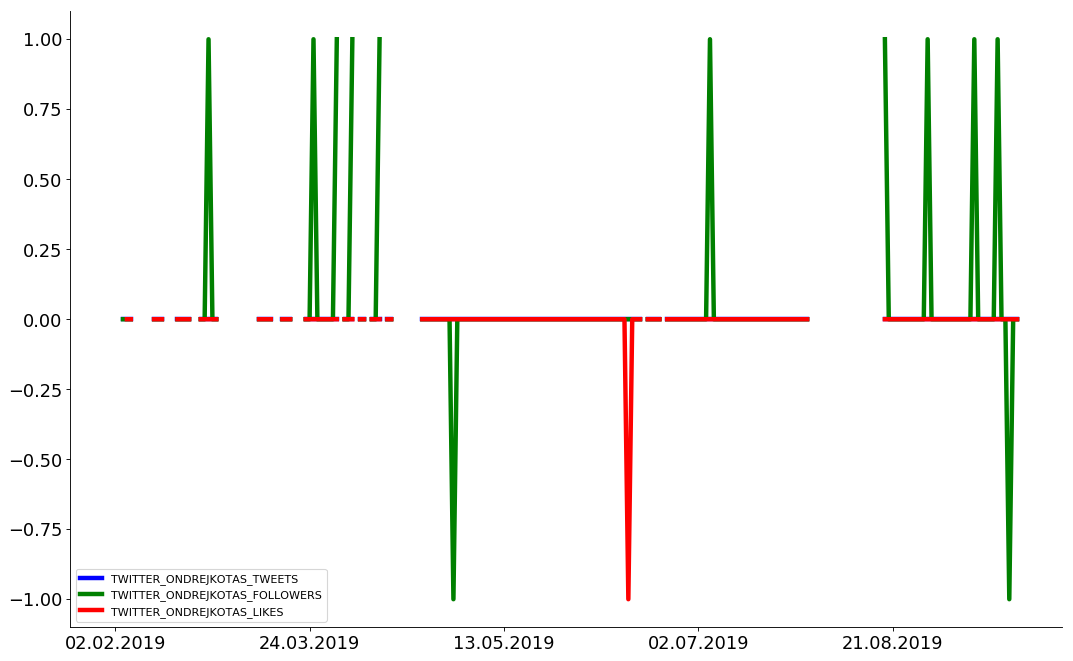 1.00
0.75
0.50
0.25
0.00
−0.25
−0.50
−0.75
−1.00
TWITTER_ONDREJKOTAS_TWEETS
TWITTER_ONDREJKOTAS_FOLLOWERS
TWITTER_ONDREJKOTAS_LIKES
02.02.2019 24.03.2019 13.05.2019 02.07.2019 21.08.2019